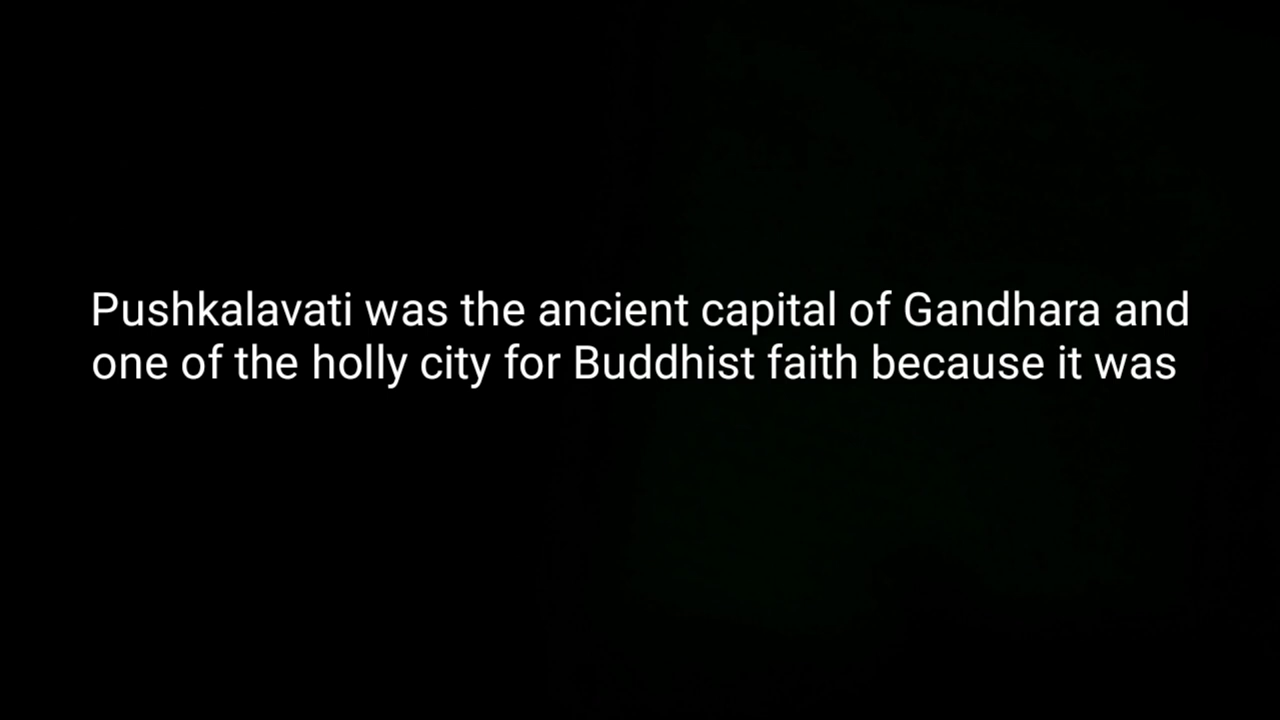 Pushkalavati was the ancient capital of Gandhara and
one of the holly city for Buddhist faith because it was